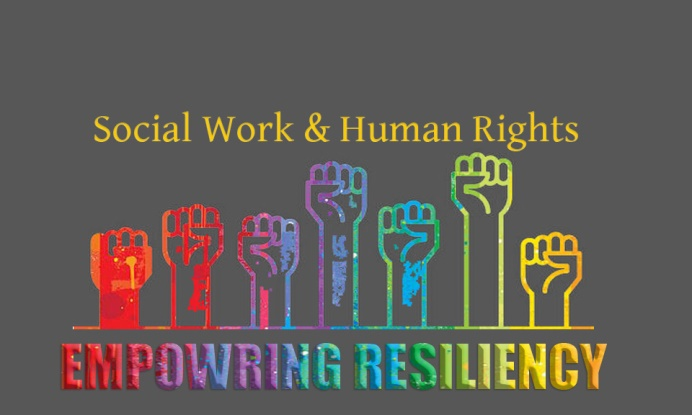 Social Work & Human Rights
EMPOWRING RESILIENCY